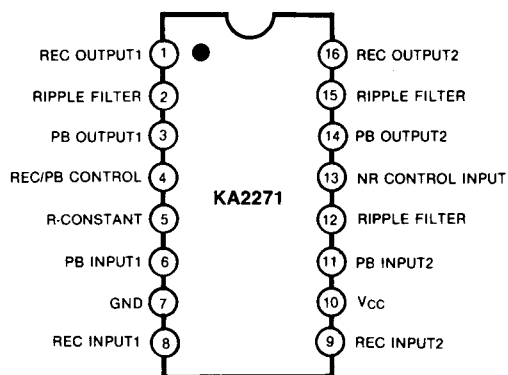 REC OUTPUT1 1
RIPPLE FILTER 2
PB OUTPUT1 3
REC/PB CONTROL 4
R-CONSTANT 5
PB INPUT1 6
GND 7
REC INPUT1 8
KA2271
16 REC OUTPUT2
15 RIPPLE FILTER
14 PB OUTPUT2
13 NR CONTROL INPUT
12 RIPPLE FILTER
11 PB INPUT2
10 VCC
9 REC INPUT2